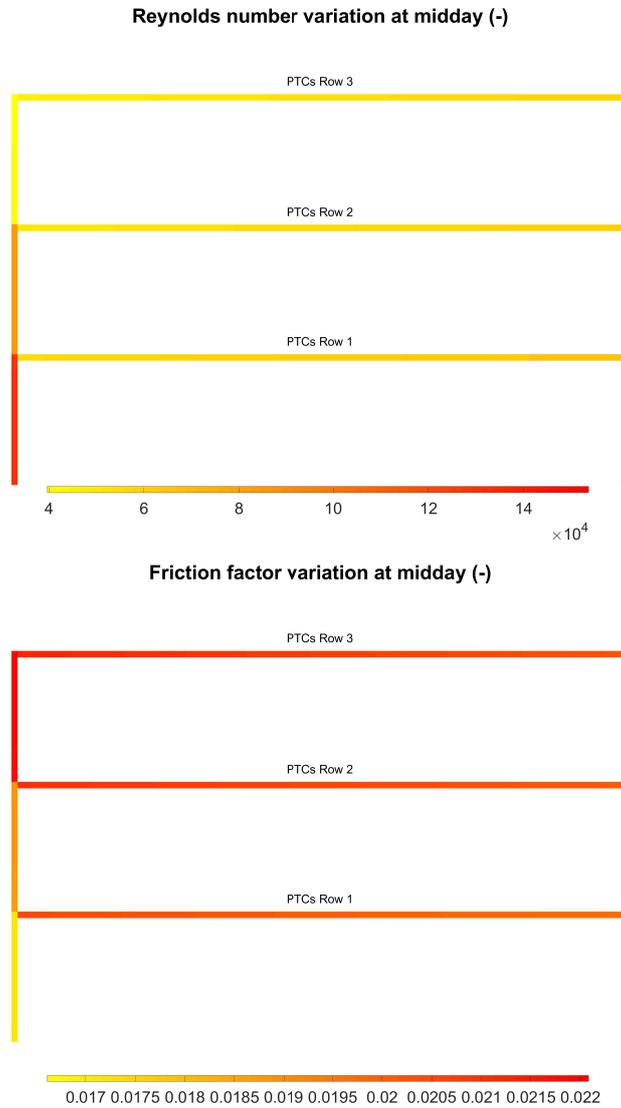 Reynolds number variation at midday (-)
PTCs Row 3
PTCs Row 2
PTCs Row 1
4 6 8 10 12 14
×10⁴
Friction factor variation at midday (-)
PTCs Row 3
PTCs Row 2
PTCs Row 1
0.017 0.0175 0.018 0.0185 0.019 0.0195 0.02 0.0205 0.021 0.0215 0.022